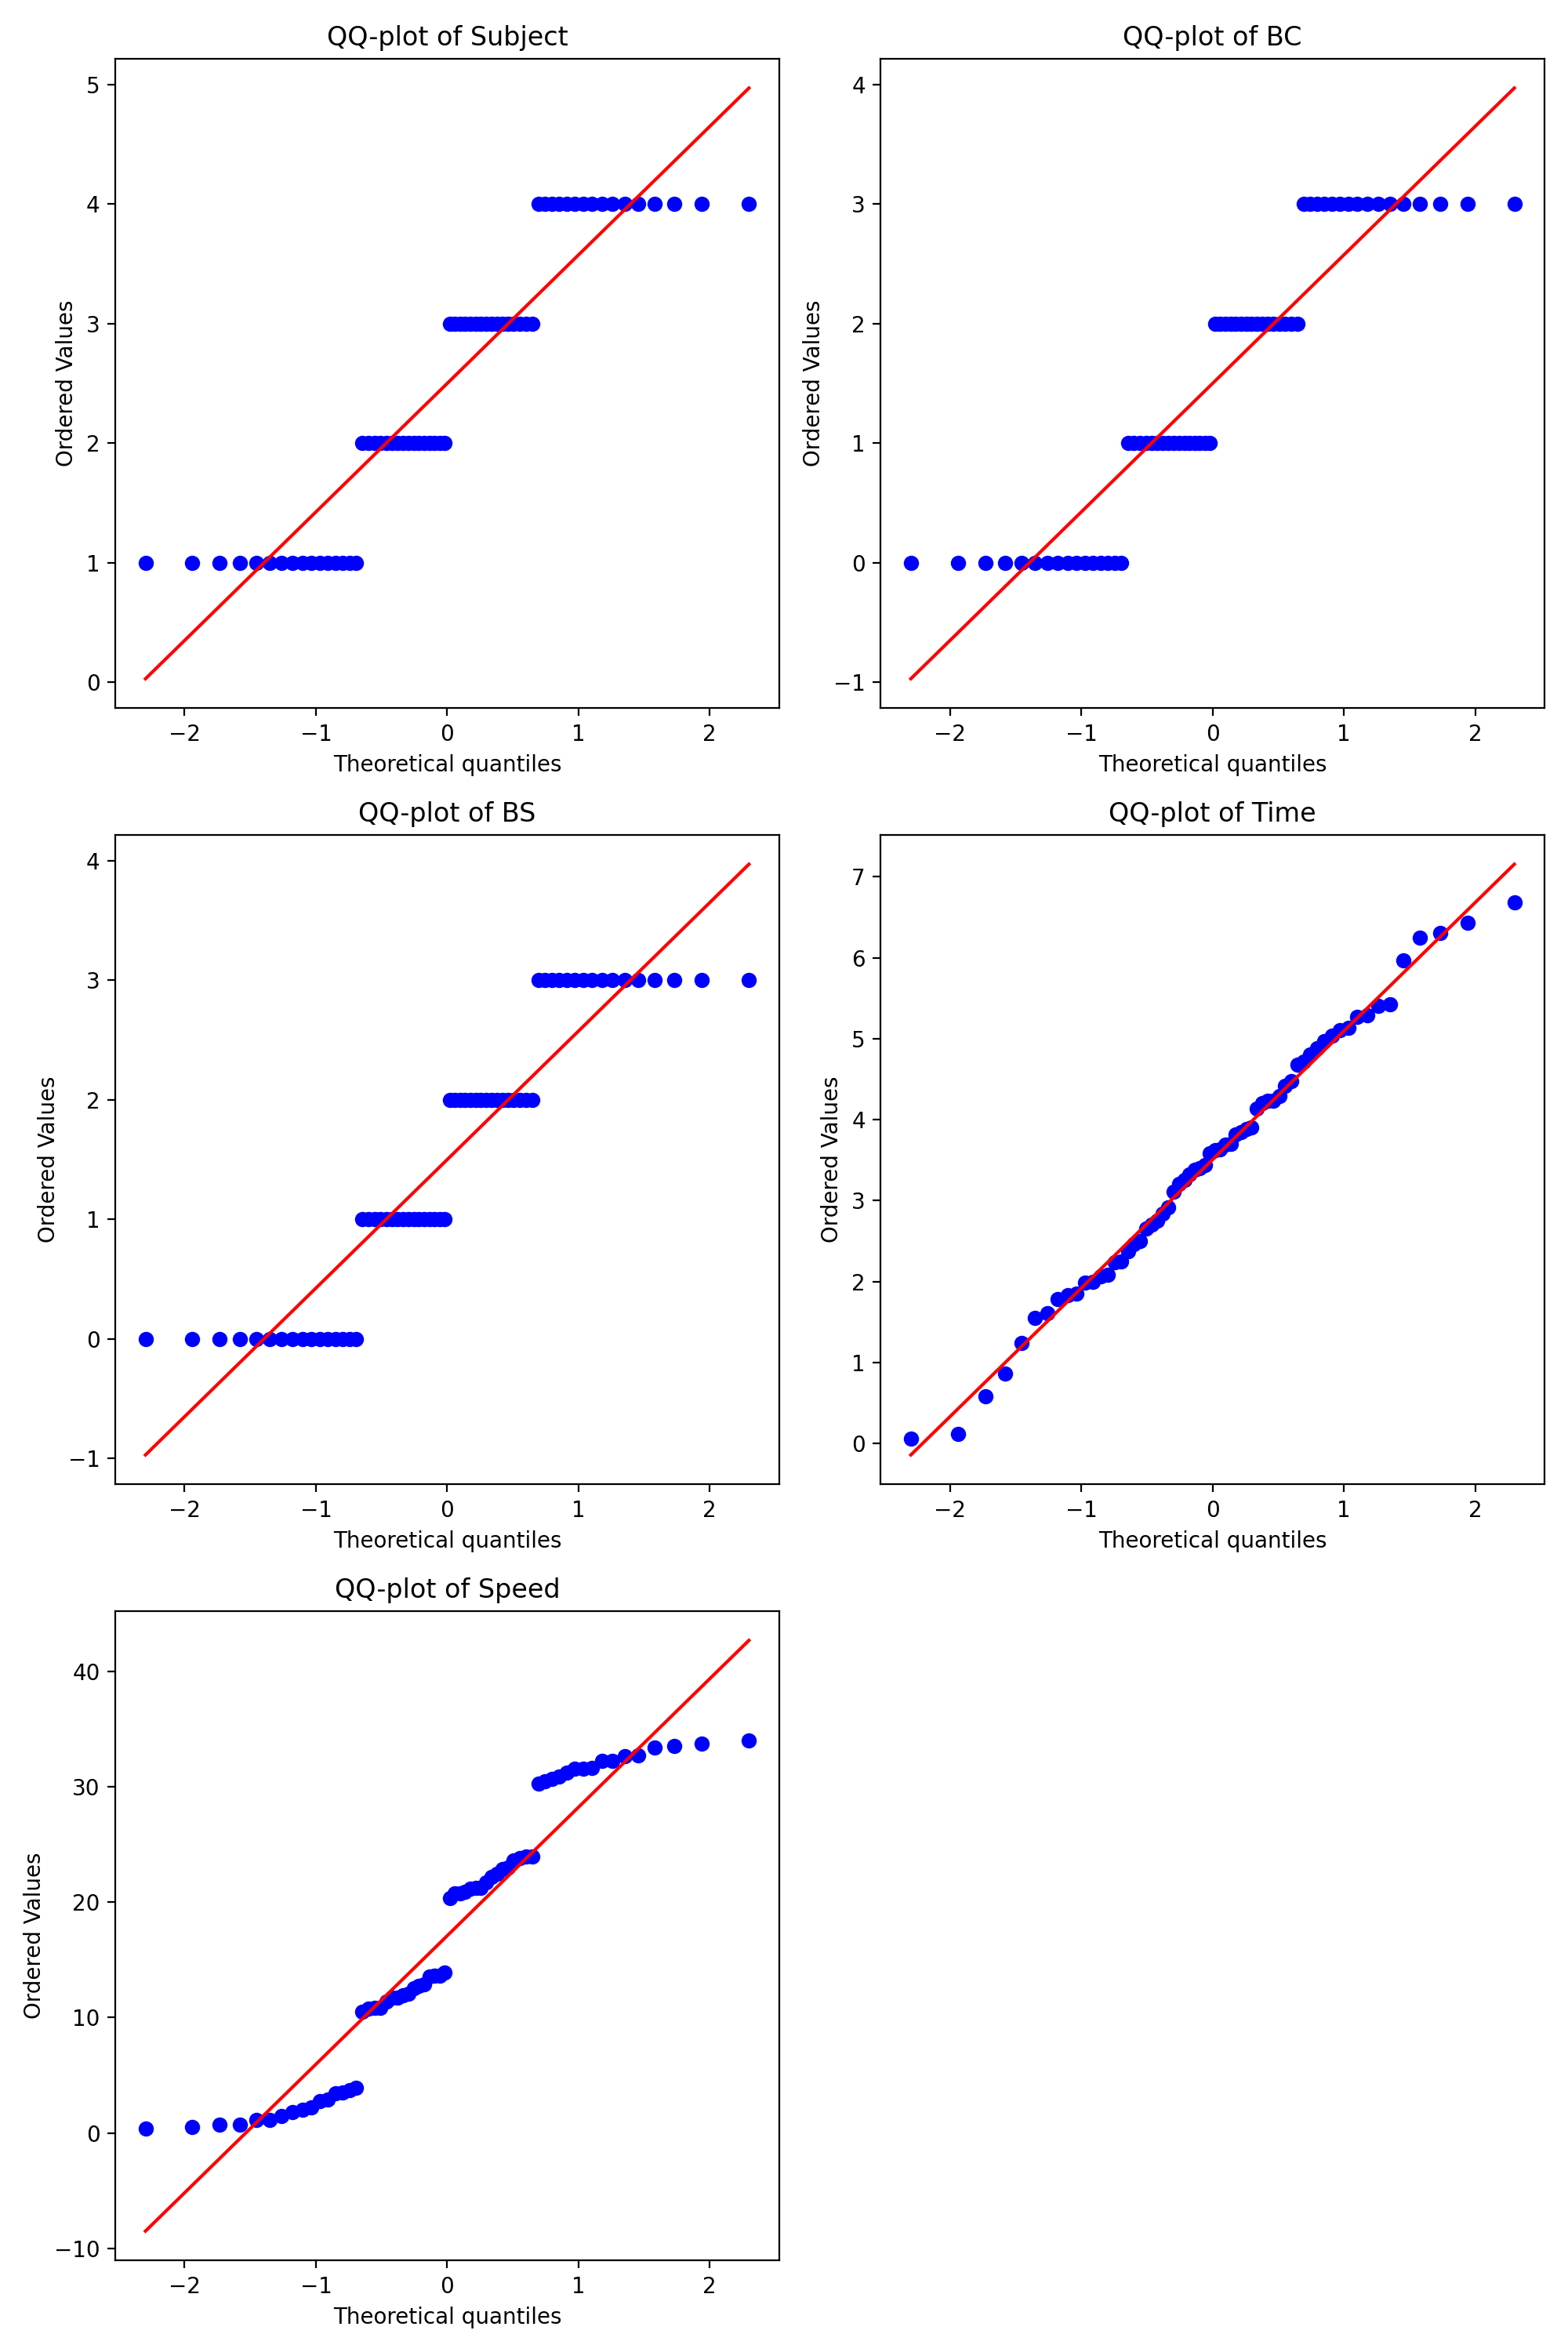 QQ-plot of Subject
5
4
3
2
1
0
Ordered Values
−2 −1 0 1 2
Theoretical quantiles
QQ-plot of BC
4
3
2
1
0
−1
Ordered Values
−2 −1 0 1 2
Theoretical quantiles
QQ-plot of BS
4
3
2
1
0
−1
Ordered Values
−2 −1 0 1 2
Theoretical quantiles
QQ-plot of Time
7
6
5
4
3
2
1
0
Ordered Values
−2 −1 0 1 2
Theoretical quantiles
QQ-plot of Speed
40
30
20
10
0
−10
Ordered Values
−2 −1 0 1 2
Theoretical quantiles